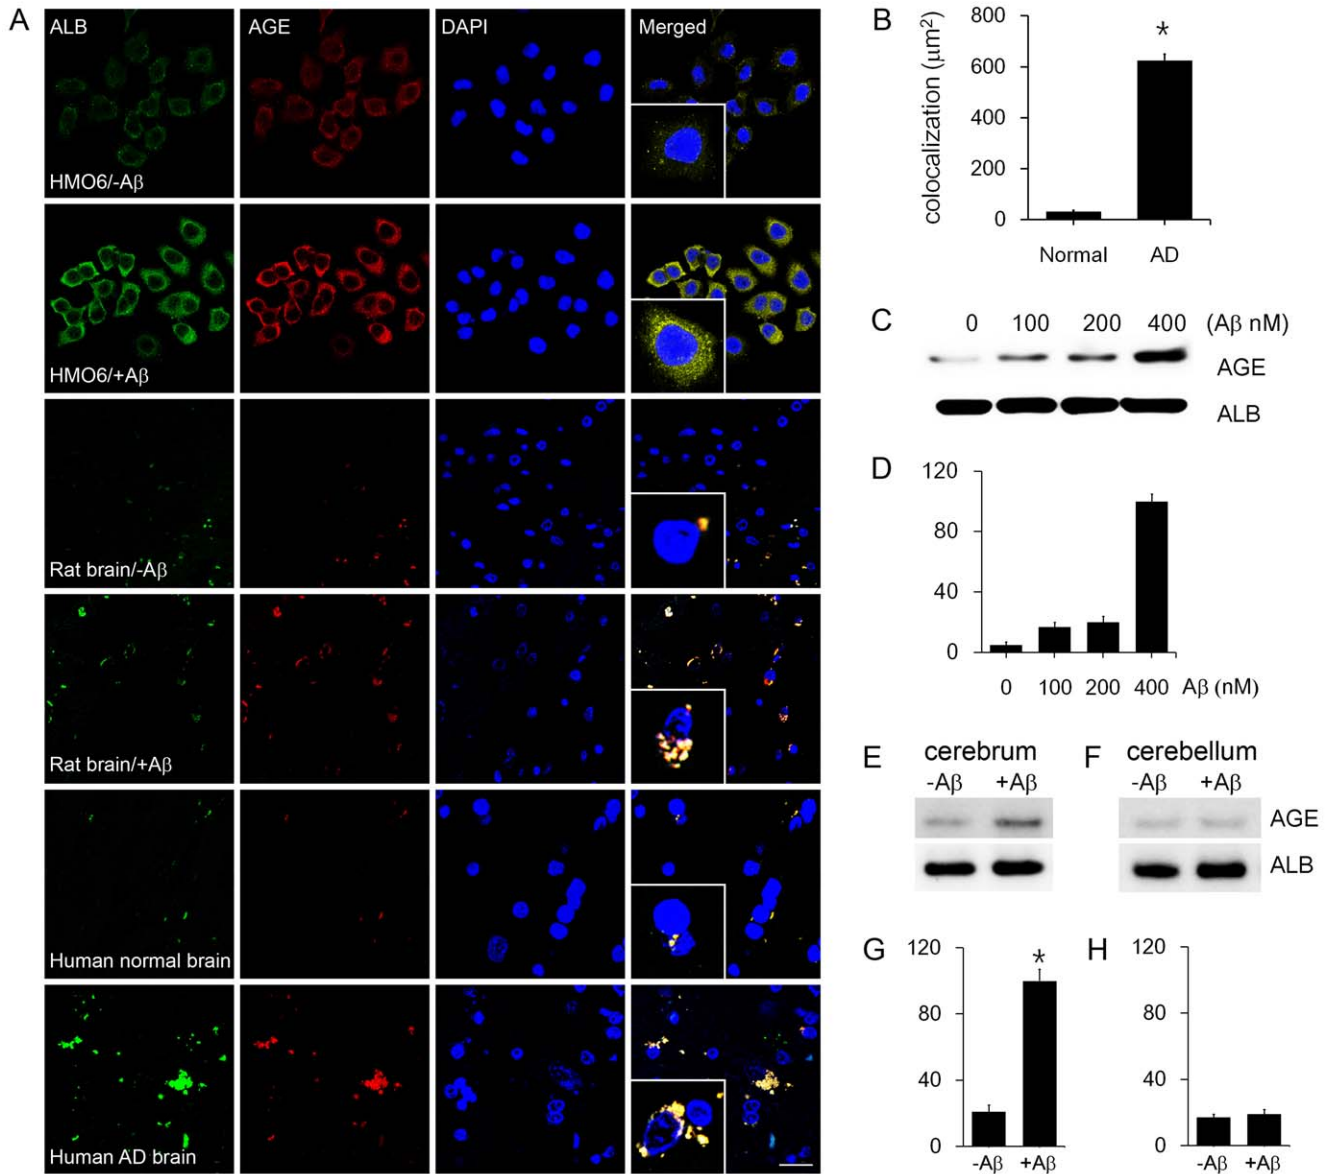 A
ALB
AGE
DAPI
Merged
HMO6/-Aβ
HMO6/+Aβ
Rat brain/-Aβ
Rat brain/+Aβ
Human normal brain
Human AD brain
B
colocalization (μm²)
800
600
400
200
0
*
Normal AD
C
0 100 200 400 (Aβ nM)
AGE
ALB
D
120
80
40
0
0 100 200 400 Aβ (nM)
E cerebrum
-Aβ +Aβ
F cerebellum
-Aβ +Aβ
AGE
ALB
G
120
80
40
0
*
-Aβ +Aβ
H
120
80
40
0
-Aβ +Aβ